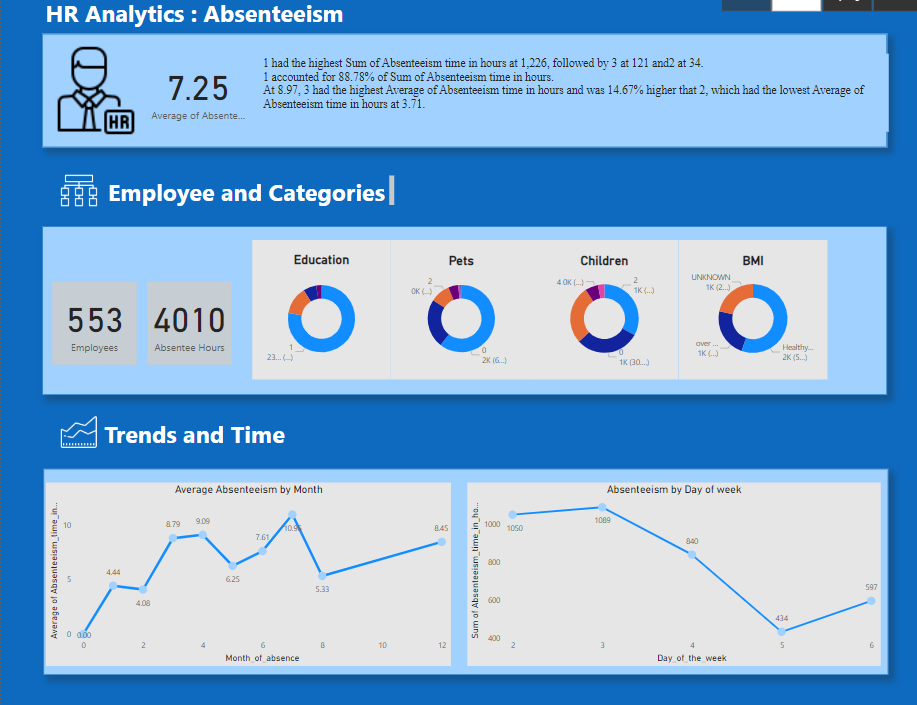 HR Analytics : Absenteeism
7.25
Average of Absente...
1 had the highest Sum of Absenteeism time in hours at 1,226, followed by 3 at 121 and2 at 34.
1 accounted for 88.78% of Sum of Absenteeism time in hours.
At 8.97, 3 had the highest Average of Absenteeism time in hours and was 14.67% higher that 2, which had the lowest Average of
Absenteeism time in hours at 3.71.
HR
Employee and Categories
553
Employees
4010
Absentee Hours
Education
1
23... (...)
Pets
2
0K (...)
0
2K (6...)
Children
4 0K (...)
2
1K (...)
0
1K (30...)
BMI
UNKNOWN
1K (2...)
over ...
1K (...)
Healthy...
2K (5...)
Trends and Time
Average Absenteeism by Month
Average of Absenteeism_time_in...
10
5
0
0.00
4.44
4.08
8.79
9.09
6.25
7.61
10.95
5.33
8.45
0
2
4
6
8
10
12
Month_of_absence
Absenteeism by Day of week
Sum of Absenteeism_time_in_ho...
1000
800
600
400
1050
1089
840
434
597
2
3
4
5
6
Day_of_the_week